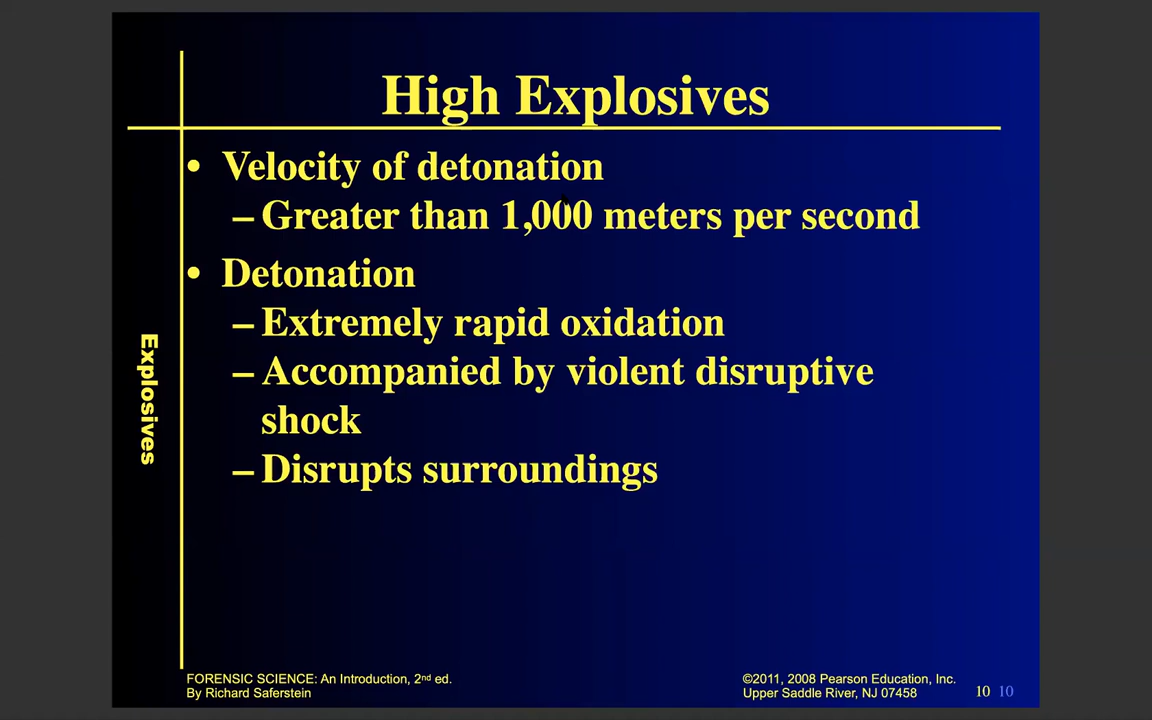 High Explosives
• Velocity of detonation
– Greater than 1,000 meters per second
• Detonation
– Extremely rapid oxidation
– Accompanied by violent disruptive
shock
– Disrupts surroundings
Explosives
FORENSIC SCIENCE: An Introduction, 2nd ed.
By Richard Saferstein
©2011, 2008 Pearson Education, Inc.
Upper Saddle River, NJ 07458
10 10